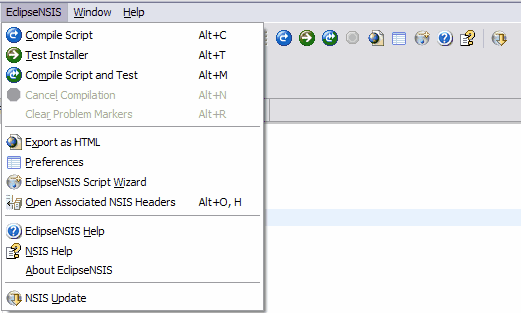 EclipseNSIS Window Help
Compile Script Alt+C
Test Installer Alt+T
Compile Script and Test Alt+M
Cancel Compilation Alt+N
Clear Problem Markers Alt+R
Export as HTML
Preferences
EclipseNSIS Script Wizard
Open Associated NSIS Headers Alt+O, H
EclipseNSIS Help
NSIS Help
About EclipseNSIS
NSIS Update